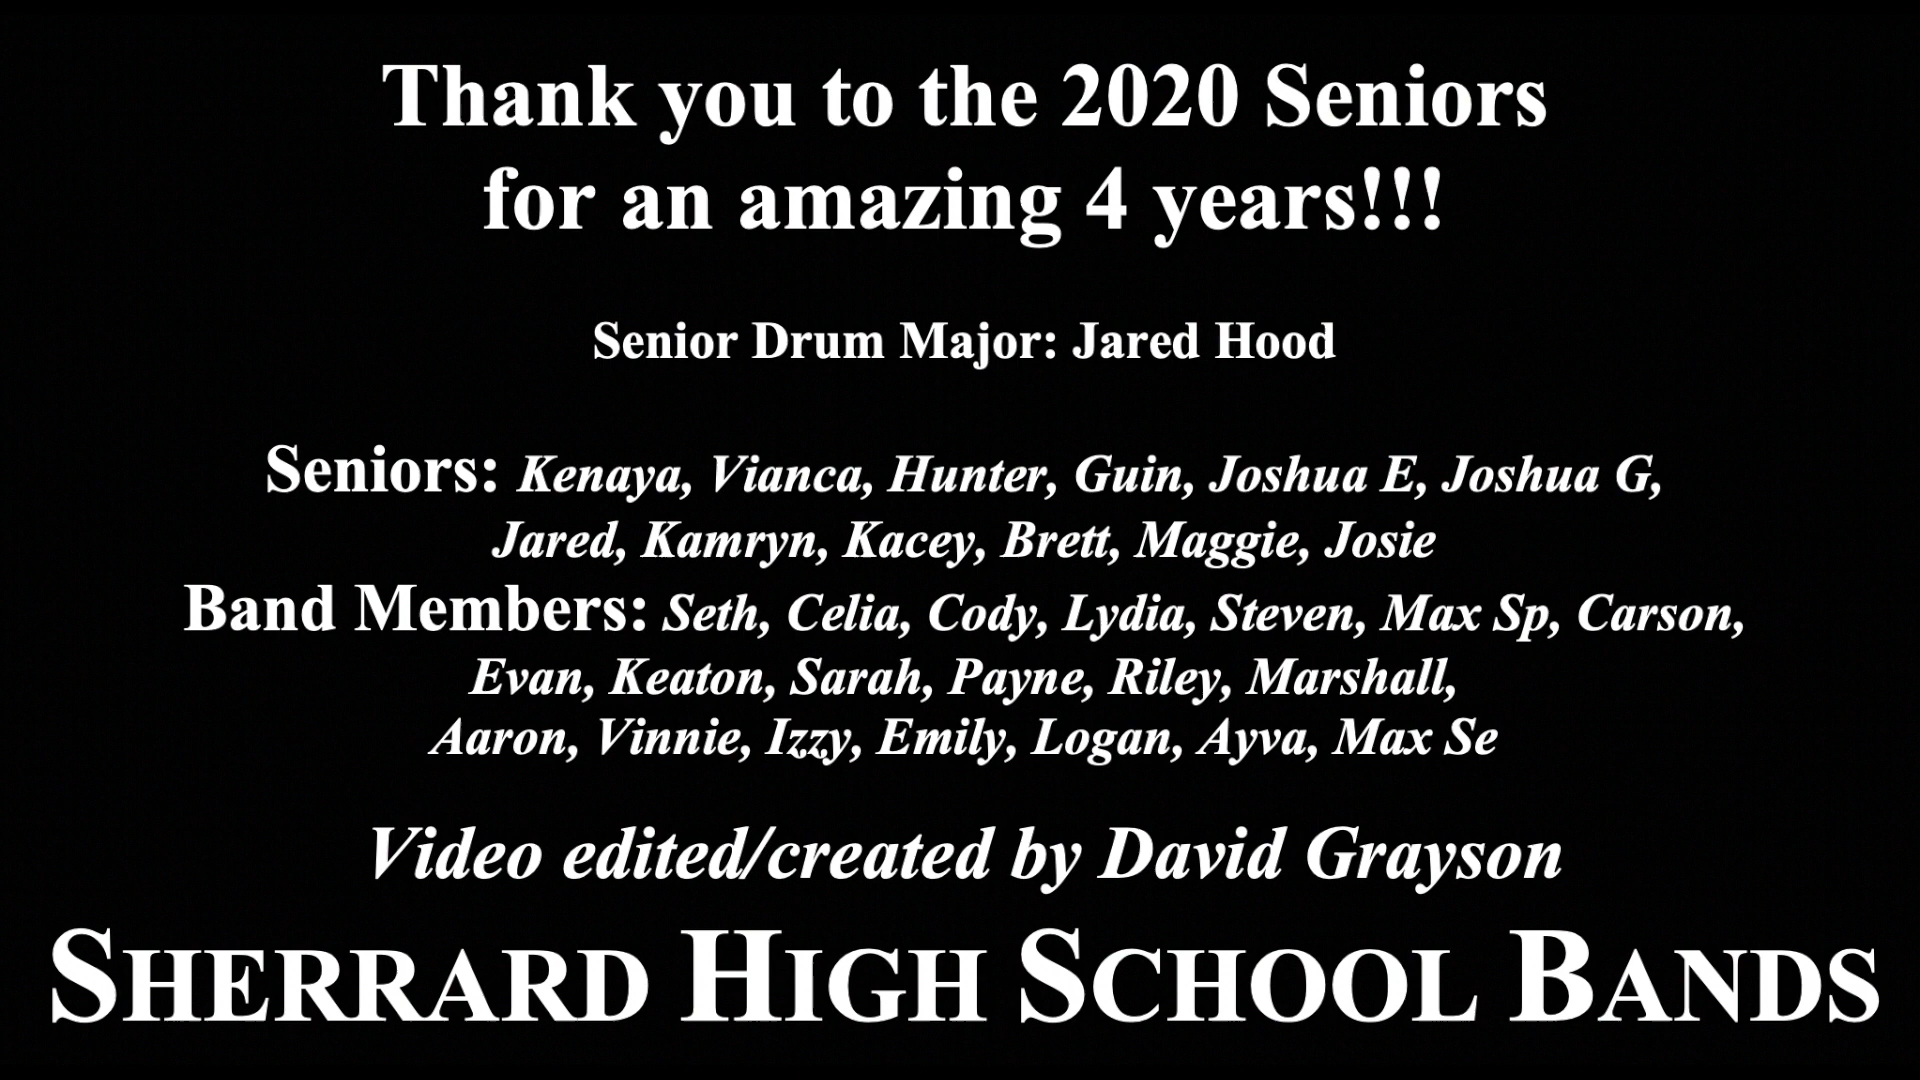 Thank you to the 2020 Seniors
for an amazing 4 years!!!
Senior Drum Major: Jared Hood
Seniors: Kenaya, Vianca, Hunter, Guin, Joshua E, Joshua G,
Jared, Kamryn, Kacey, Brett, Maggie, Josie
Band Members: Seth, Celia, Cody, Lydia, Steven, Max Sp, Carson,
Evan, Keaton, Sarah, Payne, Riley, Marshall,
Aaron, Vinnie, Izzy, Emily, Logan, Ayva, Max Se
Video edited/created by David Grayson
SHERRARD HIGH SCHOOL BANDS